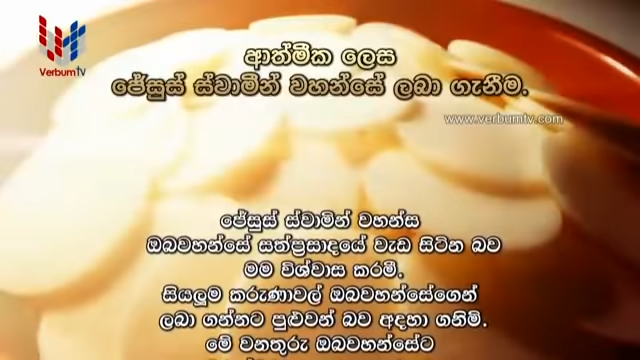 VerbumTV
ආත්මීක ලෙස
ජේසුස් ස්වාමීන් වහන්සේ ලබා ගැනීම.
www.verbumtv.com
ජේසුස් ස්වාමින් වහන්ස
ඔබවහන්සේ සත්ප්‍රසාදයේ වැඩ සිටින බව
මම විශ්වාස කරමී.
සියලූම කරුණාවල් ඔබවහන්සේගෙන්
ලබා ගන්නට පුළුවන් බව අදහා ගනිමි.
මේ වනතුරු ඔබවහන්සේට